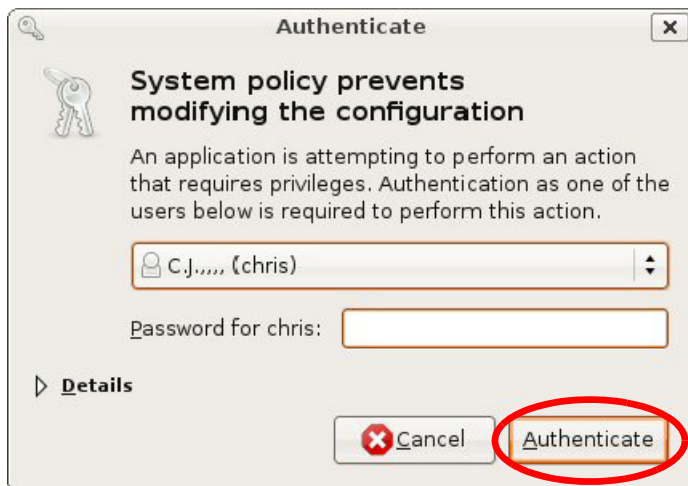 Authenticate
System policy prevents
modifying the configuration
An application is attempting to perform an action
that requires privileges. Authentication as one of the
users below is required to perform this action.
C.J.,,,, (chris)
Password for chris:
Details
Cancel Authenticate